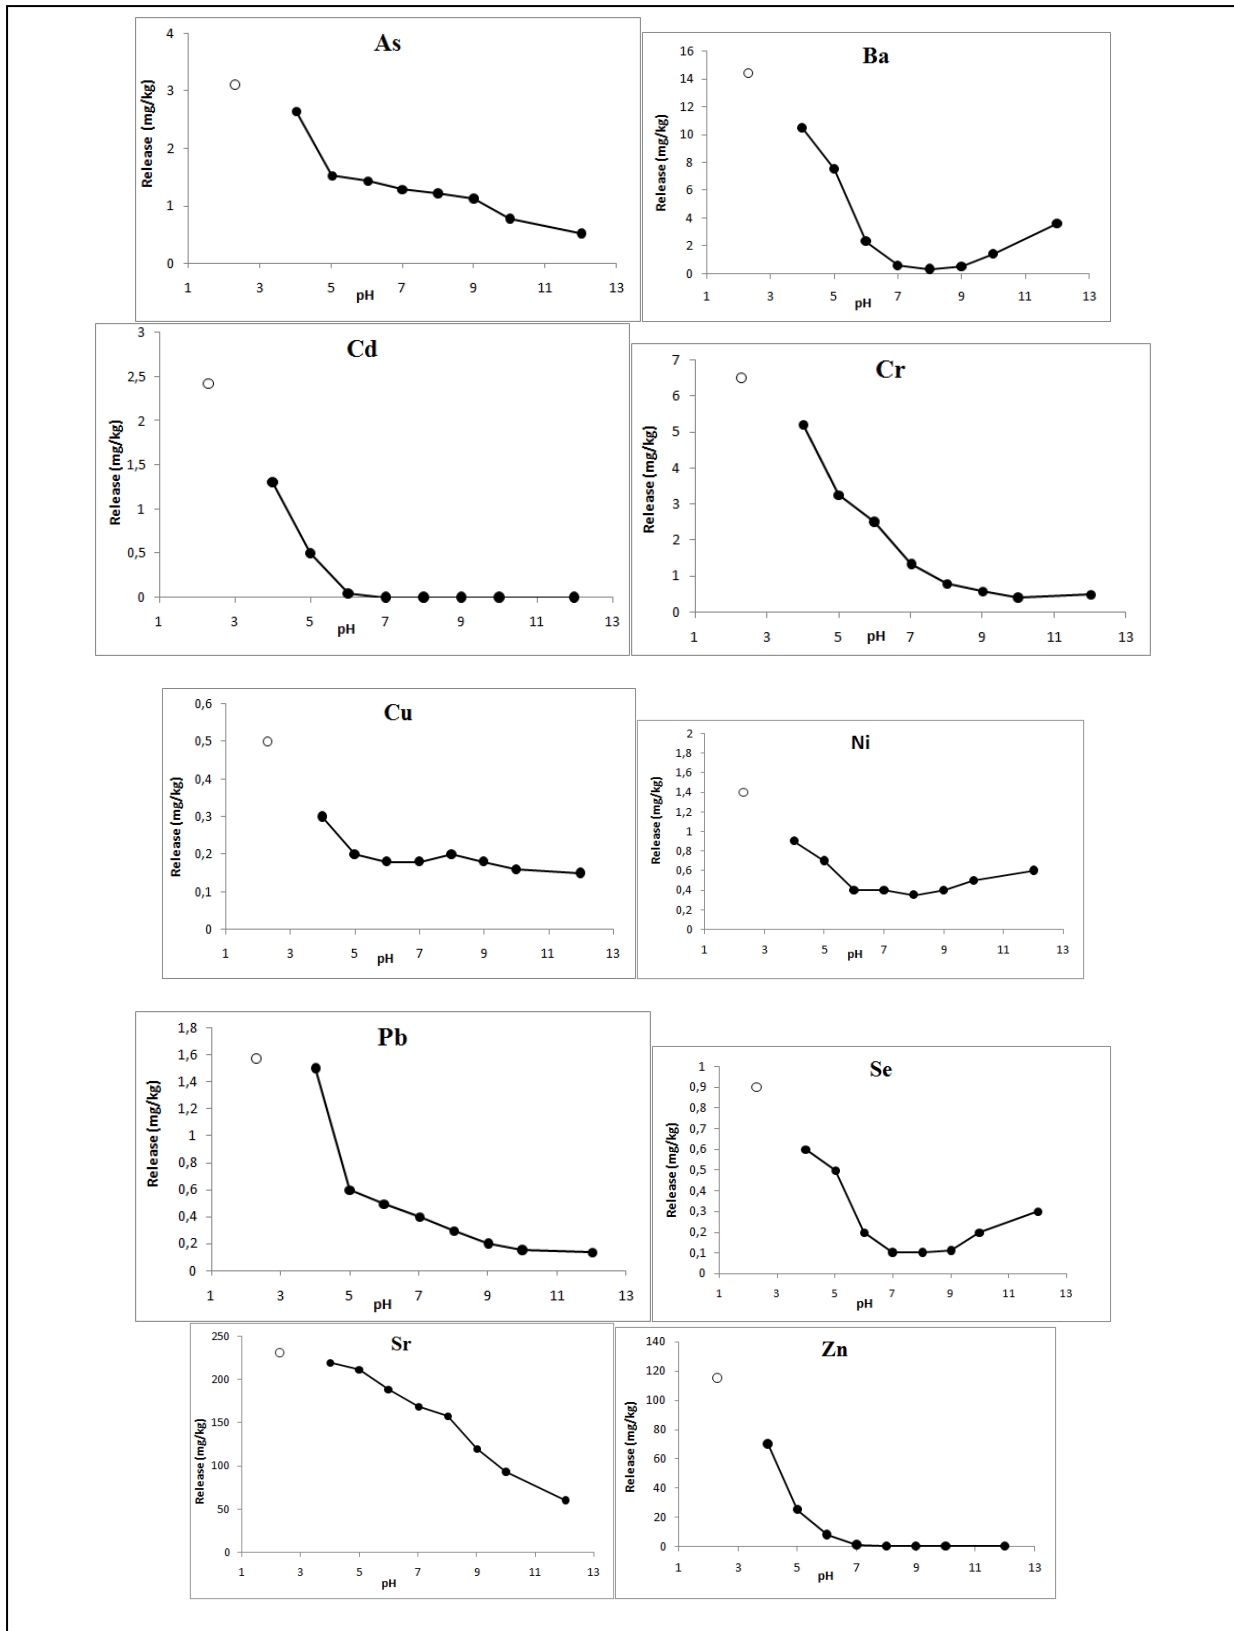 As
Release (mg/kg)
4
3
2
1
0
1 3 5 7 9 11 13
pH
Ba
Release (mg/kg)
16
14
12
10
8
6
4
2
0
1 3 5 7 9 11 13
pH
Cd
Release (mg/kg)
3
2,5
2
1,5
1
0,5
0
1 3 5 7 9 11 13
pH
Cr
Release (mg/kg)
7
6
5
4
3
2
1
0
1 3 5 7 9 11 13
pH
Cu
Release (mg/kg)
0,6
0,5
0,4
0,3
0,2
0,1
0
1 3 5 7 9 11 13
pH
Ni
Release (mg/kg)
2
1,8
1,6
1,4
1,2
1
0,8
0,6
0,4
0,2
0
1 3 5 7 9 11 13
pH
Pb
Release (mg/kg)
1,8
1,6
1,4
1,2
1
0,8
0,6
0,4
0,2
0
1 3 5 7 9 11 13
pH
Se
Release (mg/kg)
1
0,9
0,8
0,7
0,6
0,5
0,4
0,3
0,2
0,1
0
1 3 5 7 9 11 13
pH
Sr
Release (mg/kg)
250
200
150
100
50
0
1 3 5 7 9 11 13
pH
Zn
Release (mg/kg)
140
120
100
80
60
40
20
0
1 3 5 7 9 11 13
pH